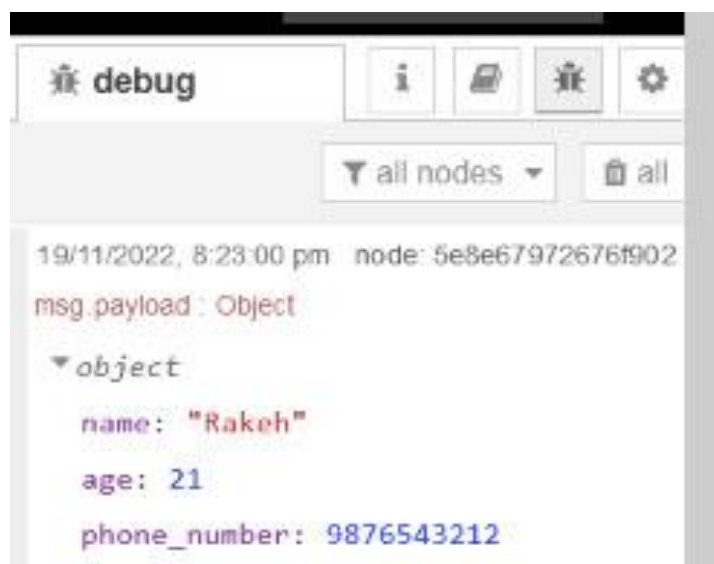 debug
i
all nodes
all
19/11/2022, 8:23:00 pm node: 5e8e67972676f902
msg.payload : Object
object
name: "Rakeh"
age: 21
phone_number: 9876543212